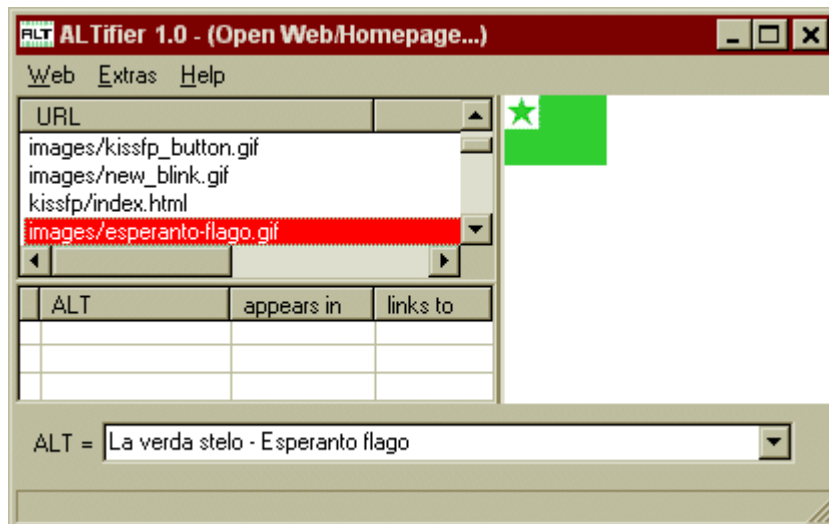 ALT ALTifier 1.0 - (Open Web/Homepage...)
Web Extras Help
URL
images/kissfp_button.gif
images/new_blink.gif
kissfp/index.html
images/esperanto-flago.gif
ALT appears in links to
ALT = La verda stelo - Esperanto flago